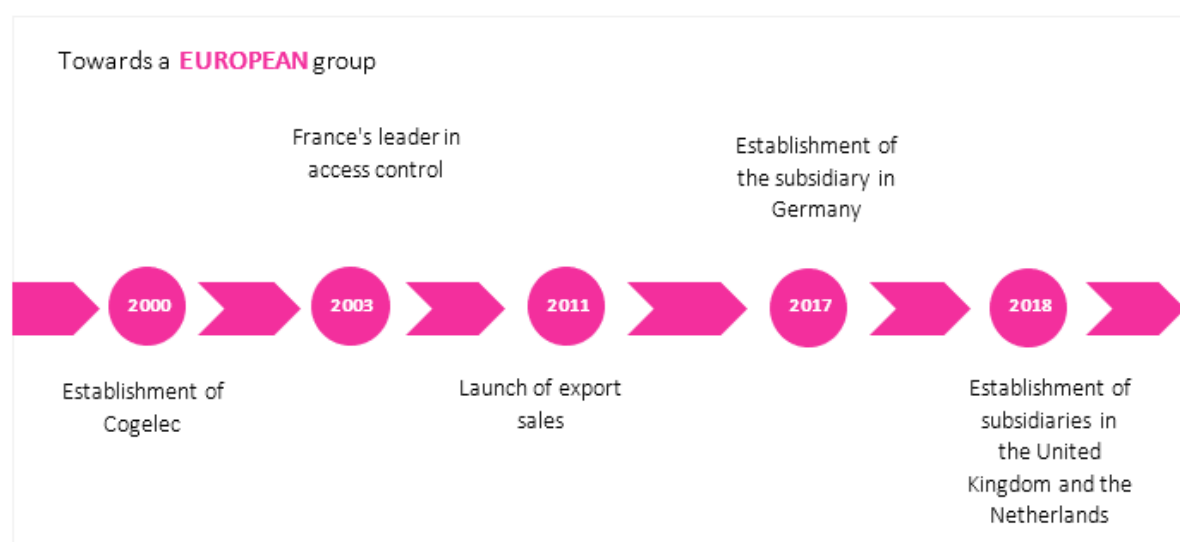 Towards a EUROPEAN group
France's leader in
access control
Establishment of
the subsidiary in
Germany
2000
2003
2011
2017
2018
Establishment of
Cogelec
Launch of export
sales
Establishment of
subsidiaries in
the United
Kingdom and the
Netherlands